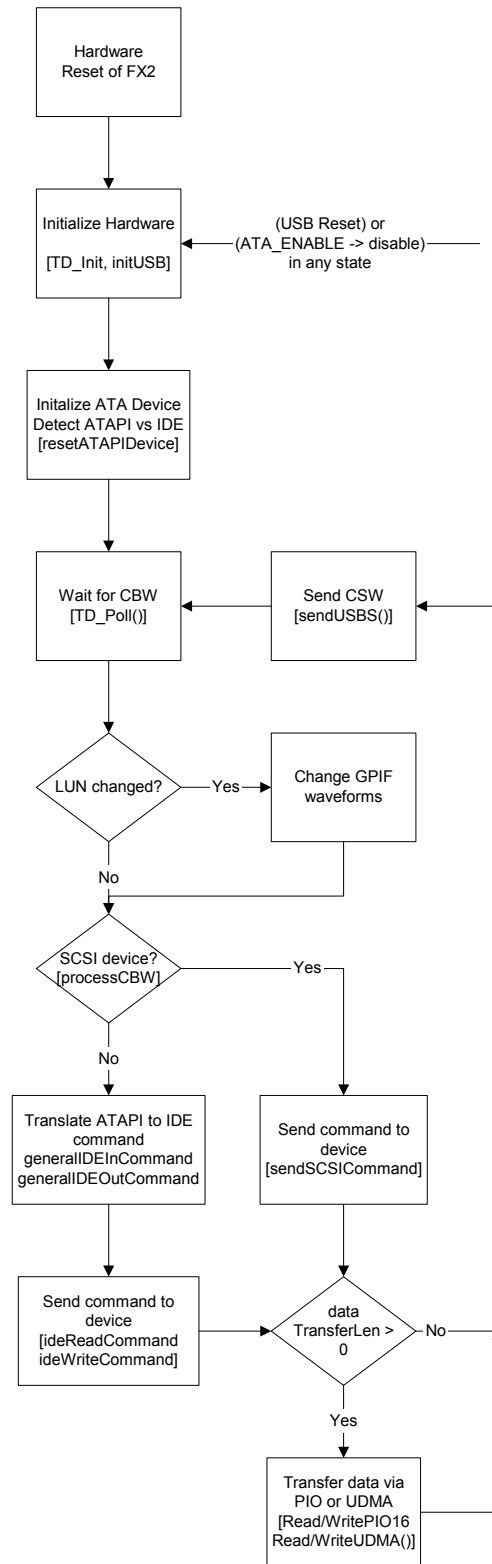 Hardware
Reset of FX2
Initialize Hardware
[TD_Init, initUSB]
(USB Reset) or
(ATA_ENABLE -> disable)
in any state
Initalize ATA Device
Detect ATAPI vs IDE
[resetATAPIDevice]
Wait for CBW
[TD_Poll()]
Send CSW
[sendUSBS()]
LUN changed?
Yes
Change GPIF
waveforms
No
SCSI device?
[processCBW]
Yes
No
Translate ATAPI to IDE
command
generalIDEInCommand
generalIDEOutCommand
Send command to
device
[sendSCSICommand]
Send command to
device
[ideReadCommand
ideWriteCommand]
data
TransferLen >
0
No
Yes
Transfer data via
PIO or UDMA
[Read/WritePIO16
Read/WriteUDMA()]